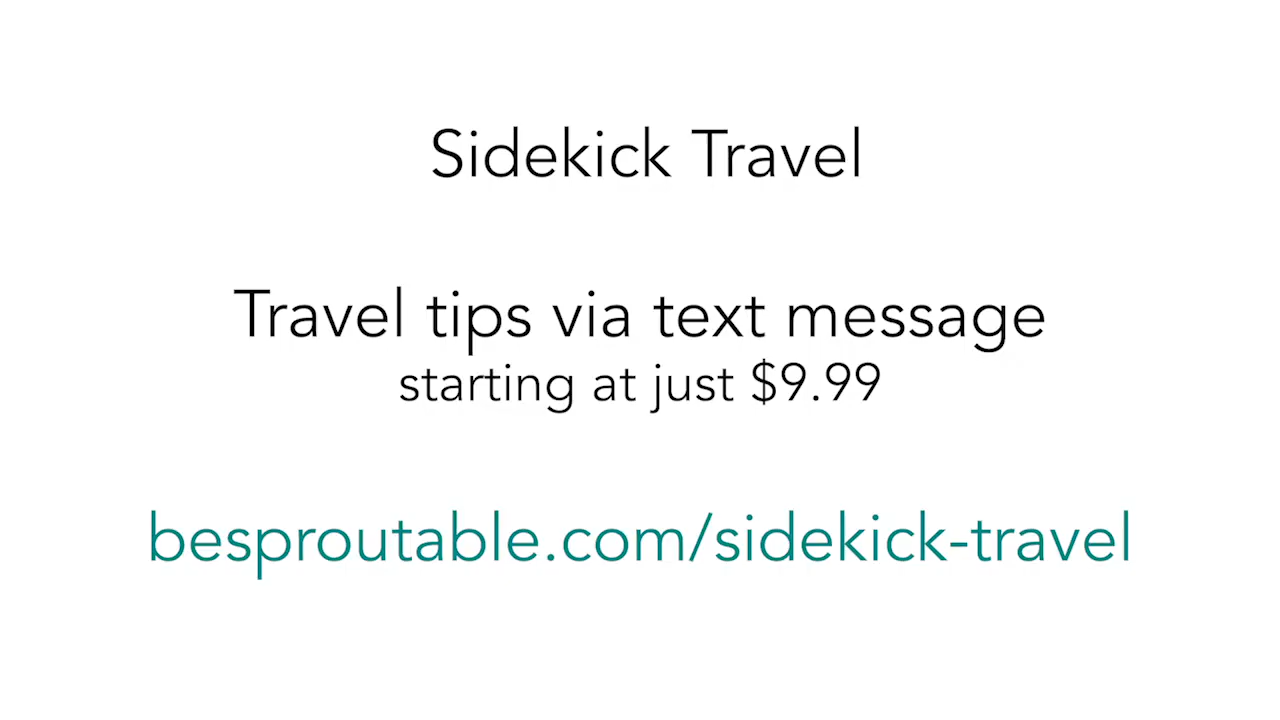 Sidekick Travel
Travel tips via text message
starting at just $9.99
besproutable.com/sidekick-travel